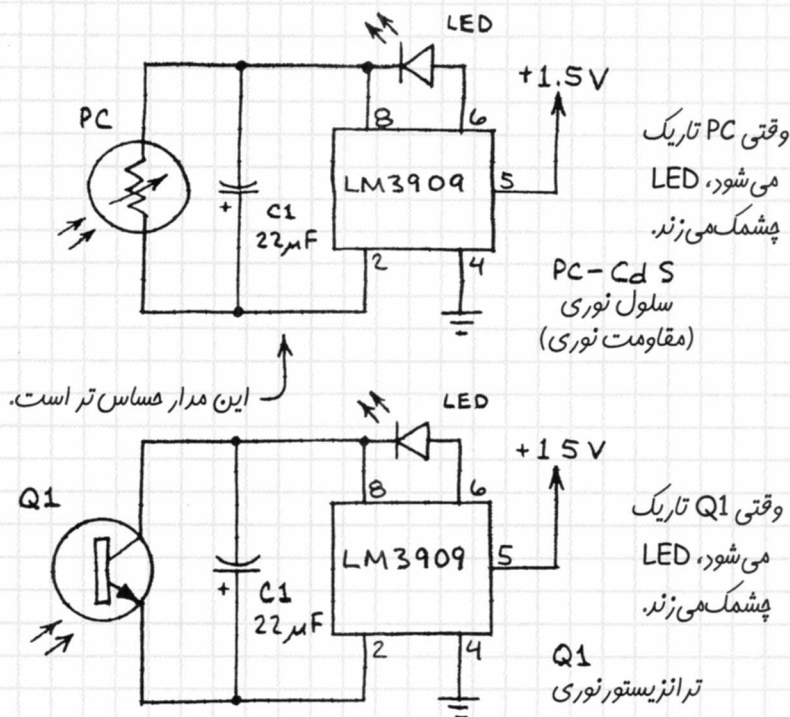 LED
+1.5V
PC
8
6
LM3909
5
+
C1
22μF
2
4
وقتی PC تاریک
می‌شود، LED
چشمک می‌زند.
PC-CdS
سلول نوری
(مقاومت نوری)
این مدار حساس تر است.
LED
+15V
Q1
8
6
LM3909
5
+
C1
22μF
2
4
وقتی Q1 تاریک
می‌شود، LED
چشمک می‌زند.
Q1
ترانزیستور نوری